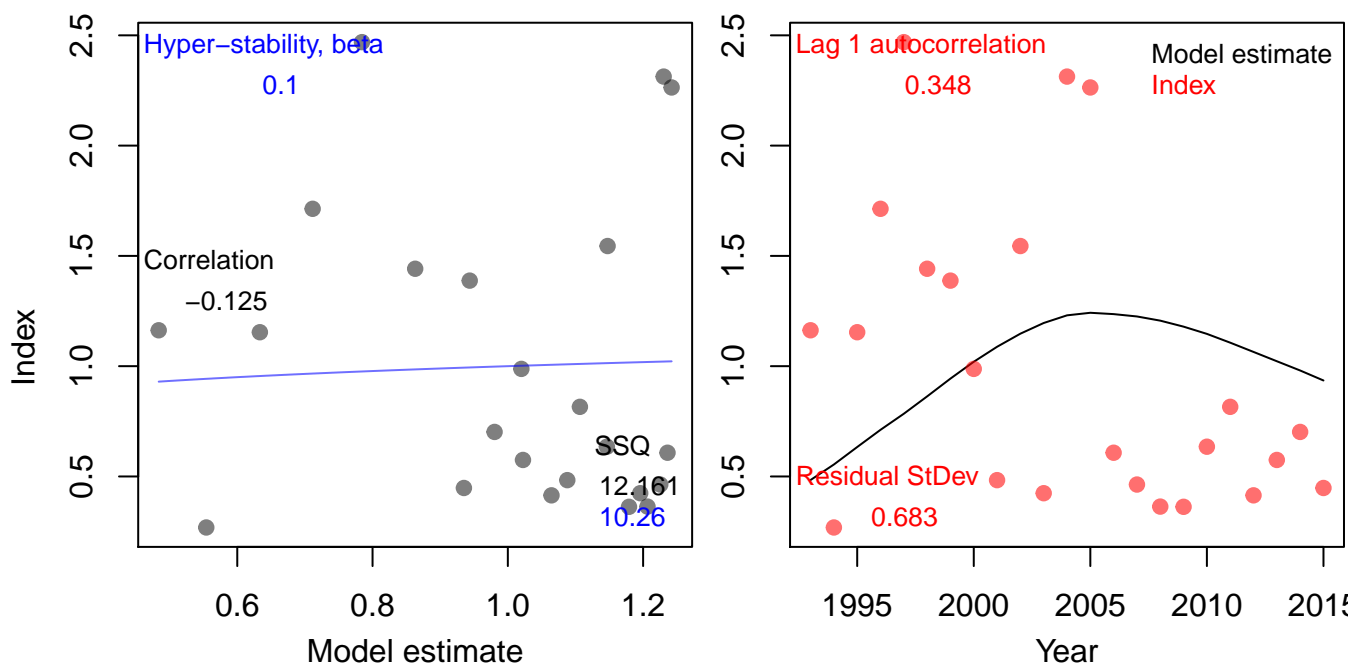 Hyper−stability, beta
0.1
Correlation
−0.125
SSQ
12.161
10.26
2.5
2.0
1.5
1.0
0.5
Index
0.6
0.8
1.0
1.2
Model estimate
Lag 1 autocorrelation
0.348
Model estimate
Index
Residual StDev
0.683
2.5
2.0
1.5
1.0
0.5
1995
2000
2005
2010
2015
Year